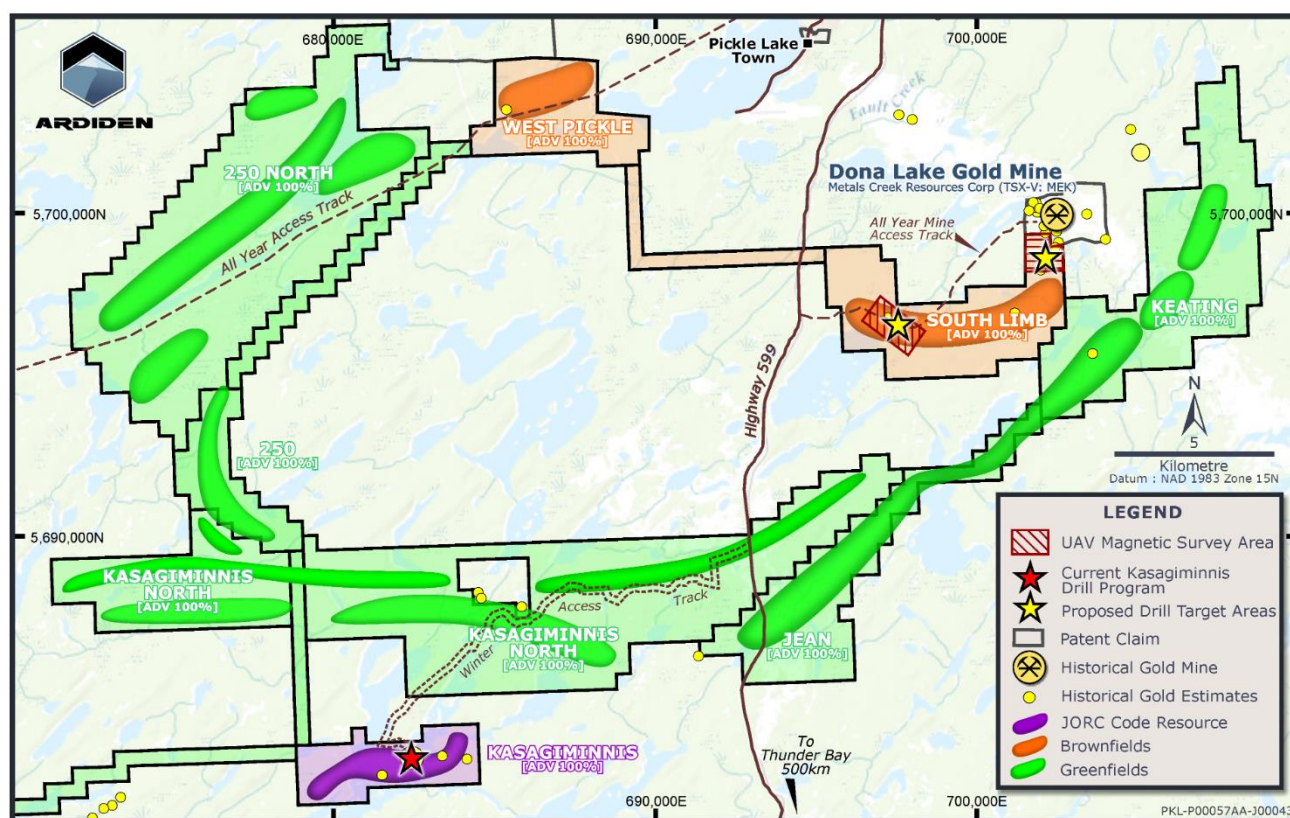 680,000E
690,000E
700,000E
Pickle Lake
Town
ARDIDEN
WEST PICKLE
[ADV 100%]
Fault Creek
250 NORTH
[ADV 100%]
Dona Lake Gold Mine
Metals Creek Resources Corp (TSX-V: MEK)
5,700,000N
5,700,000N
All Year Access Track
All Year Mine
Access Track
KEATING
[ADV 100%]
SOUTH LIMB
[ADV 100%]
Highway 599
N
5
Kilometre
Datum : NAD 1983 Zone 15N
250
[ADV 100%]
5,690,000N
KASAGIMINNIS
NORTH
[ADV 100%]
Winter Access Track
KASAGIMINNIS
NORTH
[ADV 100%]
JEAN
[ADV 100%]
KASAGIMINNIS
[ADV 100%]
To
Thunder Bay
500km
LEGEND
UAV Magnetic Survey Area
Current Kasagiminnis
Drill Program
Proposed Drill Target Areas
Patent Claim
Historical Gold Mine
Historical Gold Estimates
JORC Code Resource
Brownfields
Greenfields
690,000E
700,000E
PKL-P00057AA-J00043